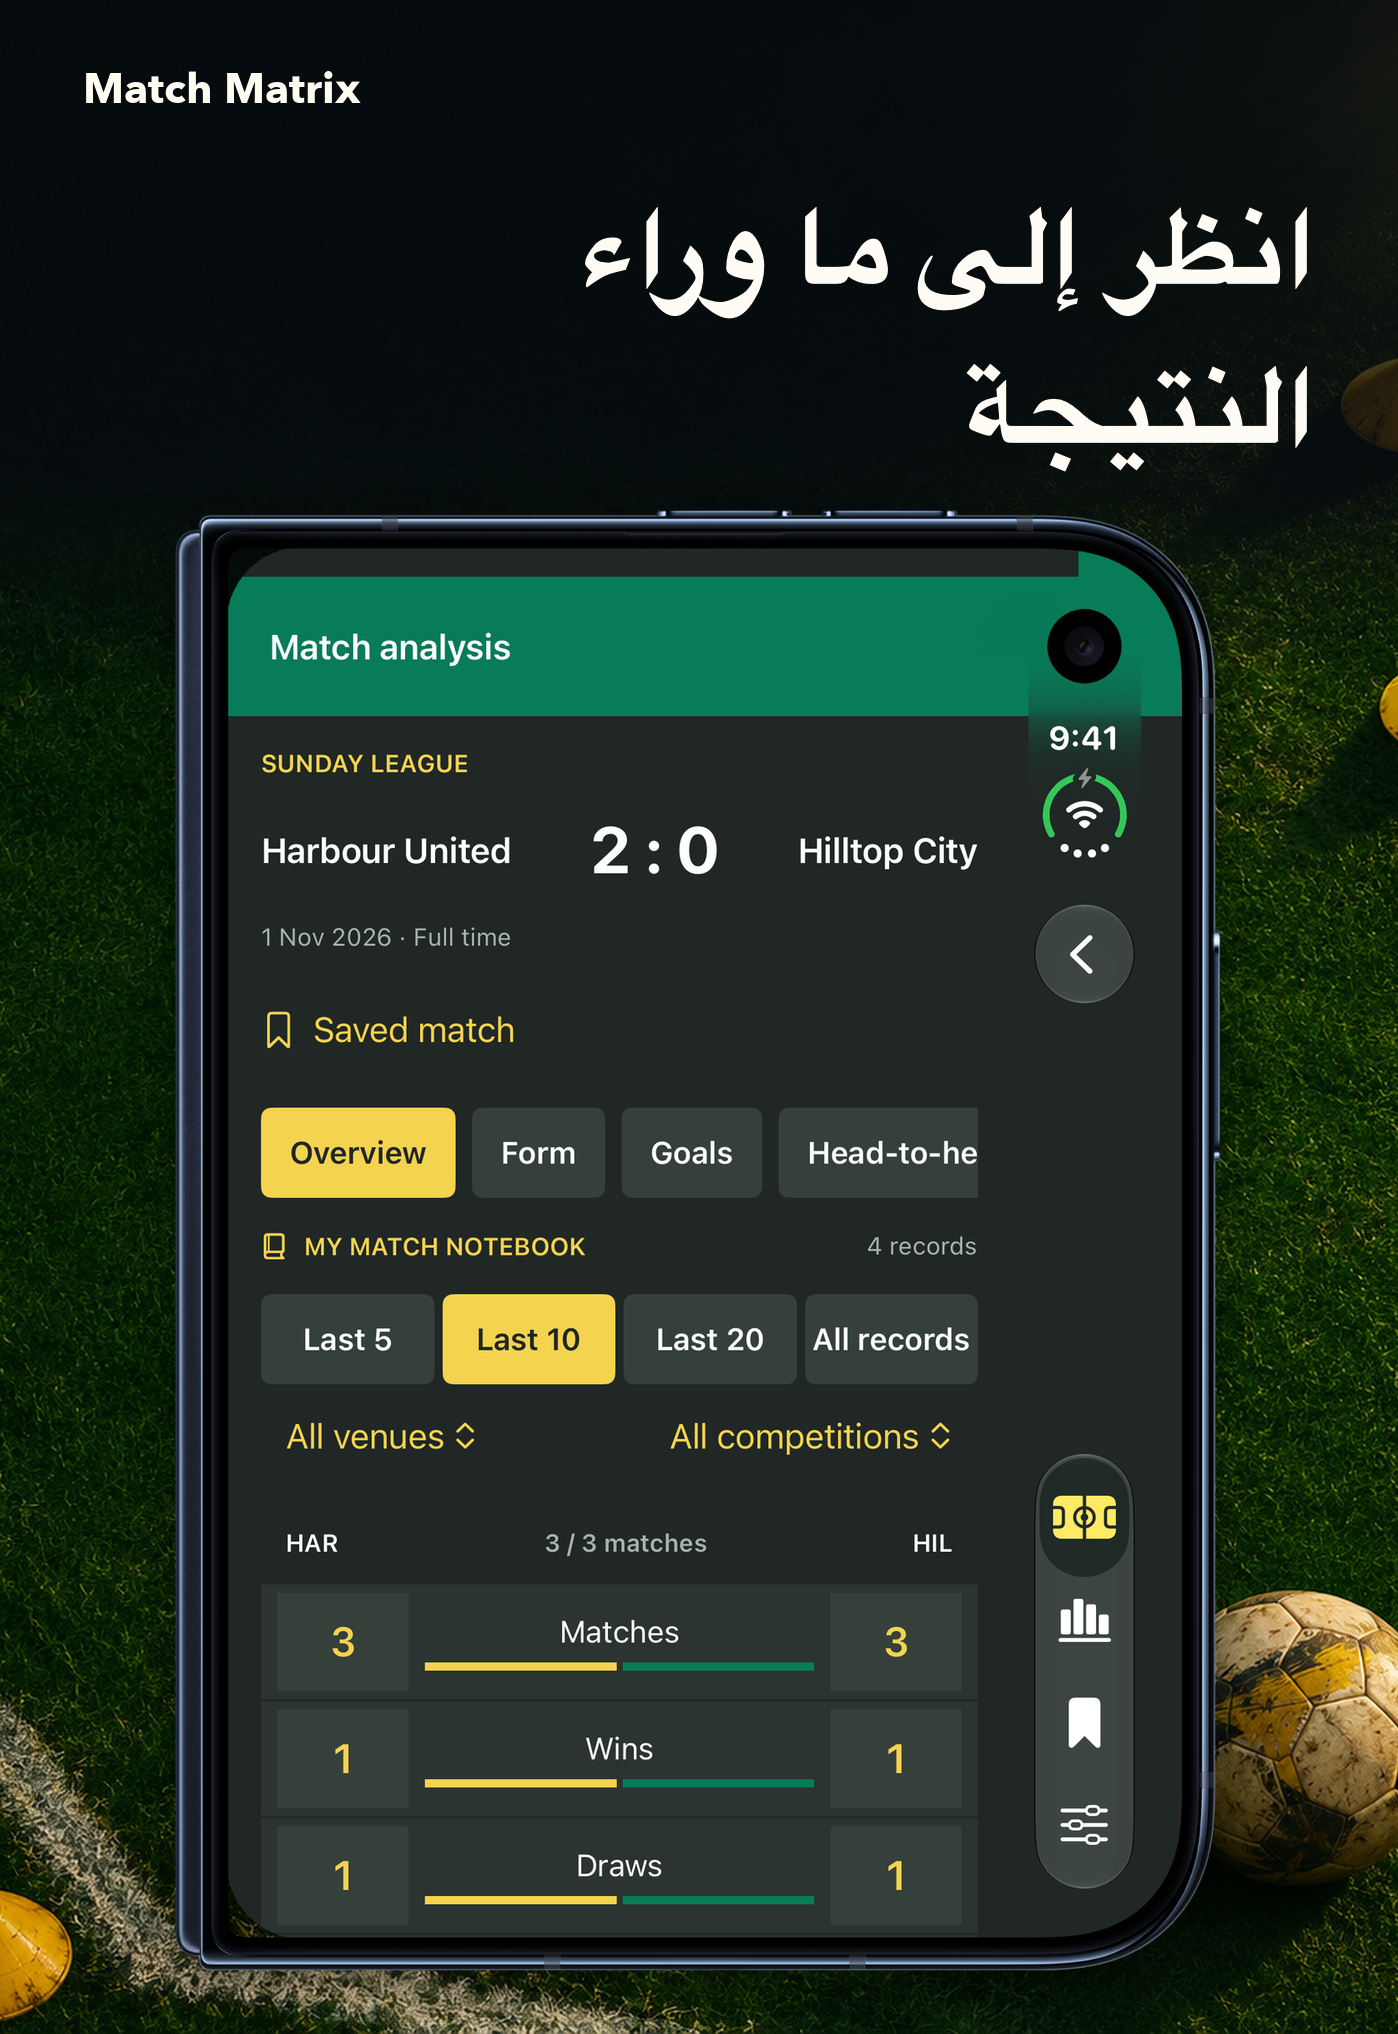 Match Matrix
انظر إلى ما وراء
النتيجة
Match analysis
9:41
SUNDAY LEAGUE
Harbour United 2 : 0 Hilltop City
1 Nov 2026 · Full time
Saved match
Overview Form Goals Head-to-he
MY MATCH NOTEBOOK 4 records
Last 5 Last 10 Last 20 All records
All venues All competitions
HAR 3 / 3 matches HIL
3 Matches 3
1 Wins 1
1 Draws 1